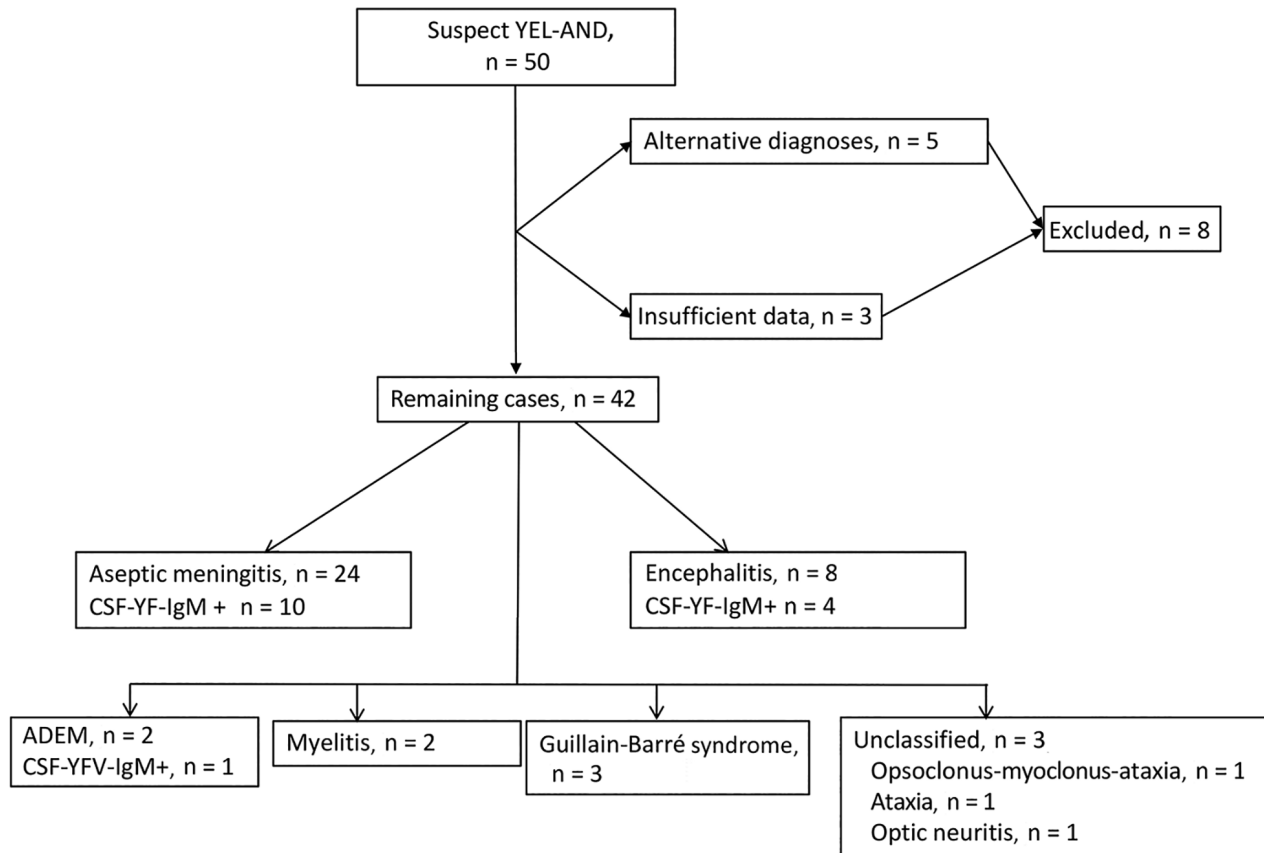 Suspect YEL-AND,
n = 50
Alternative diagnoses, n = 5
Excluded, n = 8
Insufficient data, n = 3
Remaining cases, n = 42
Aseptic meningitis, n = 24
CSF-YF-IgM + n = 10
Encephalitis, n = 8
CSF-YF-IgM+ n = 4
ADEM, n = 2
CSF-YFV-IgM+, n = 1
Myelitis, n = 2
Guillain-Barré syndrome,
n = 3
Unclassified, n = 3
Opsoclonus-myoclonus-ataxia, n = 1
Ataxia, n = 1
Optic neuritis, n = 1